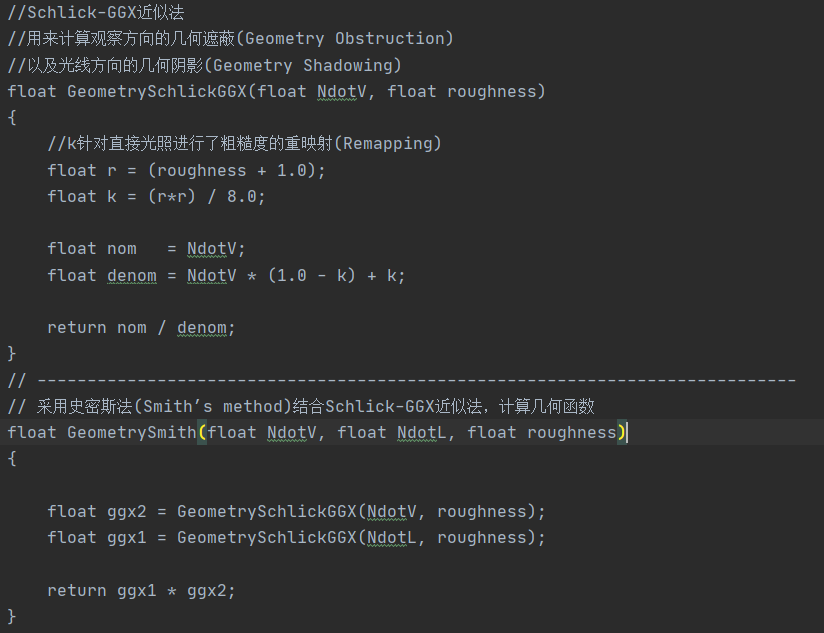 //Schlick-GGX近似法
//用来计算观察方向的几何遮蔽(Geometry Obstruction)
//以及光线方向的几何阴影(Geometry Shadowing)
float GeometrySchlickGGX(float NdotV, float roughness)
{
    //k针对直接光照进行了粗糙度的重映射(Remapping)
    float r = (roughness + 1.0);
    float k = (r*r) / 8.0;

    float nom   = NdotV;
    float denom = NdotV * (1.0 - k) + k;

    return nom / denom;
}
// ----------------------------------------------------------------------------
// 采用史密斯法(Smith’s method)结合Schlick-GGX近似法，计算几何函数
float GeometrySmith(float NdotV, float NdotL, float roughness)
{

    float ggx2 = GeometrySchlickGGX(NdotV, roughness);
    float ggx1 = GeometrySchlickGGX(NdotL, roughness);

    return ggx1 * ggx2;
}